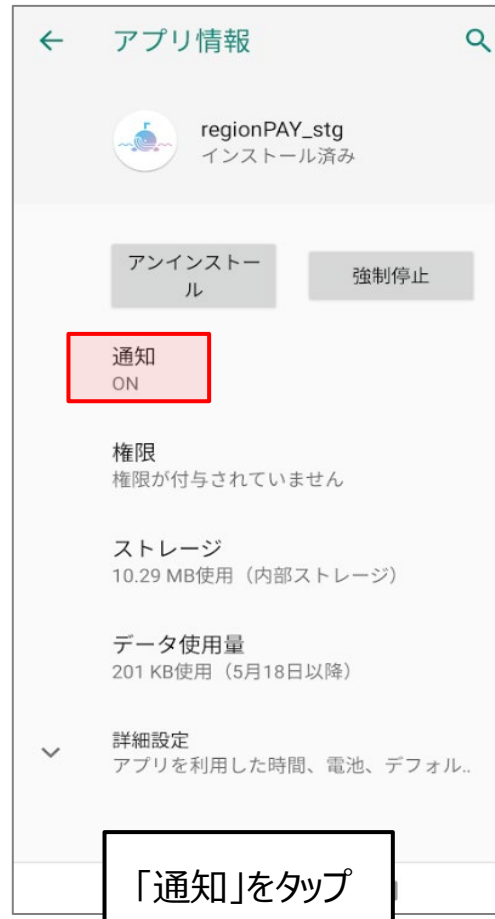 アプリ情報
regionPAY_stg
インストール済み
アンインストー
ル
強制停止
通知
ON
権限
権限が付与されていません
ストレージ
10.29 MB使用（内部ストレージ）
データ使用量
201 KB使用（5月18日以降）
詳細設定
アプリを利用した時間、電池、デフォル..
「通知」をタップ